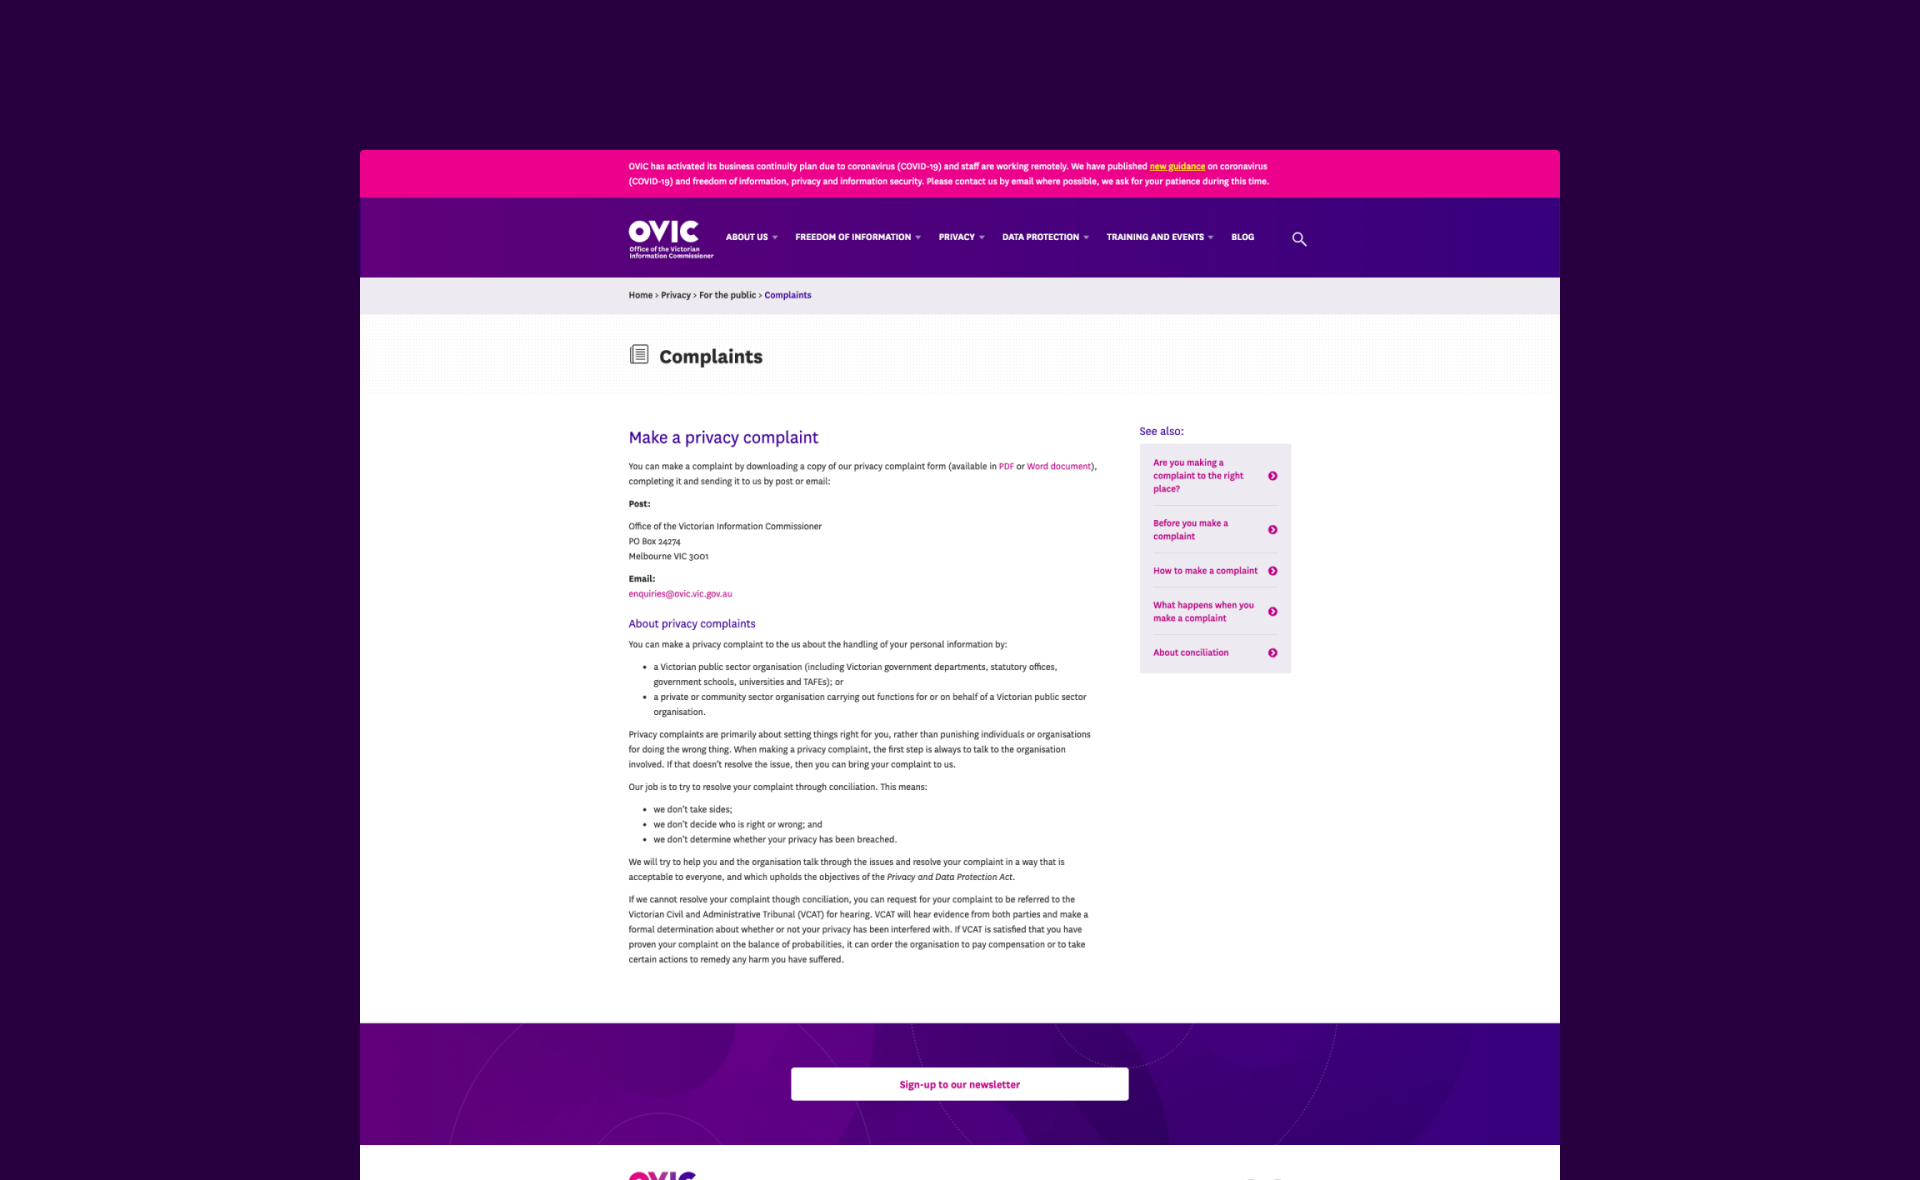 OVIC has activated its business continuity plan due to coronavirus (COVID-19) and staff are working remotely. We have published new guidance on coronavirus
(COVID-19) and freedom of information, privacy and information security. Please contact us by email where possible, we ask for your patience during this time.
OVIC
Office of the Victorian
Information Commissioner
ABOUT US
FREEDOM OF INFORMATION
PRIVACY
DATA PROTECTION
TRAINING AND EVENTS
BLOG
Home > Privacy > For the public > Complaints
Complaints
Make a privacy complaint
You can make a complaint by downloading a copy of our privacy complaint form (available in PDF or Word document),
completing it and sending it to us by post or email:
Post:
Office of the Victorian Information Commissioner
PO Box 24274
Melbourne VIC 3001
Email:
enquiries@ovic.vic.gov.au
About privacy complaints
You can make a privacy complaint to the us about the handling of your personal information by:
• a Victorian public sector organisation (including Victorian government departments, statutory offices,
government schools, universities and TAFEs); or
• a private or community sector organisation carrying out functions for or on behalf of a Victorian public sector
organisation.
Privacy complaints are primarily about setting things right for you, rather than punishing individuals or organisations
for doing the wrong thing. When making a privacy complaint, the first step is always to talk to the organisation
involved. If that doesn't resolve the issue, then you can bring your complaint to us.
Our job is to try to resolve your complaint through conciliation. This means:
• we don't take sides;
• we don't decide who is right or wrong; and
• we don't determine whether your privacy has been breached.
We will try to help you and the organisation talk through the issues and resolve your complaint in a way that is
acceptable to everyone, and which upholds the objectives of the Privacy and Data Protection Act.
If we cannot resolve your complaint though conciliation, you can request for your complaint to be referred to the
Victorian Civil and Administrative Tribunal (VCAT) for hearing. VCAT will hear evidence from both parties and make a
formal determination about whether or not your privacy has been interfered with. If VCAT is satisfied that you have
proven your complaint on the balance of probabilities, it can order the organisation to pay compensation or to take
certain actions to remedy any harm you have suffered.
See also:
Are you making a
complaint to the right
place?
Before you make a
complaint
How to make a complaint
What happens when you
make a complaint
About conciliation
Sign-up to our newsletter
OVIC